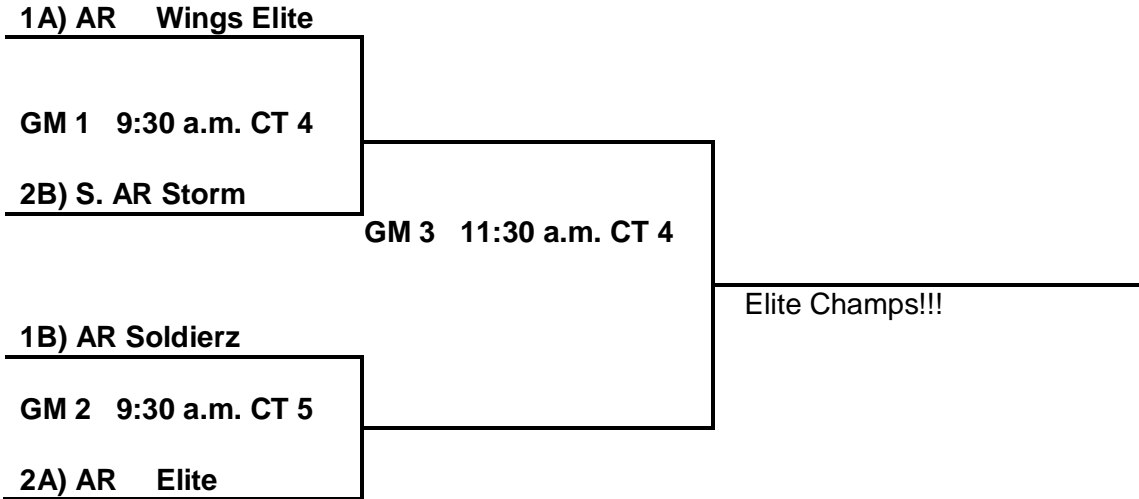 1A) AR Wings Elite
GM 1 9:30 a.m. CT 4
2B) S. AR Storm
GM 3 11:30 a.m. CT 4
Elite Champs!!!
1B) AR Soldierz
GM 2 9:30 a.m. CT 5
2A) AR Elite